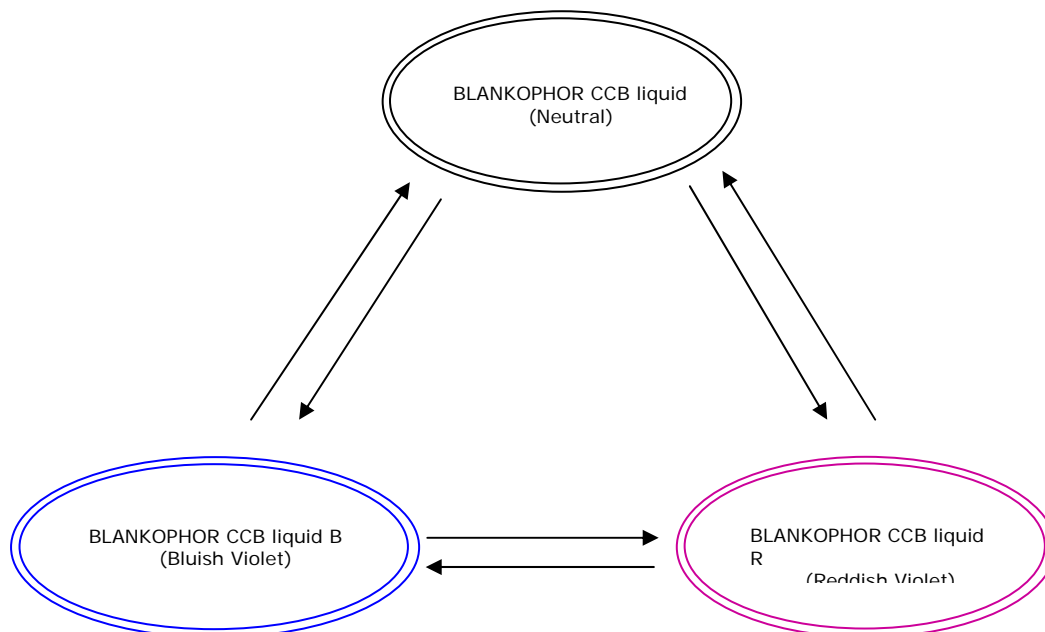 BLANKOPHOR CCB liquid
(Neutral)
BLANKOPHOR CCB liquid B
(Bluish Violet)
BLANKOPHOR CCB liquid
R
(Reddish Violet)